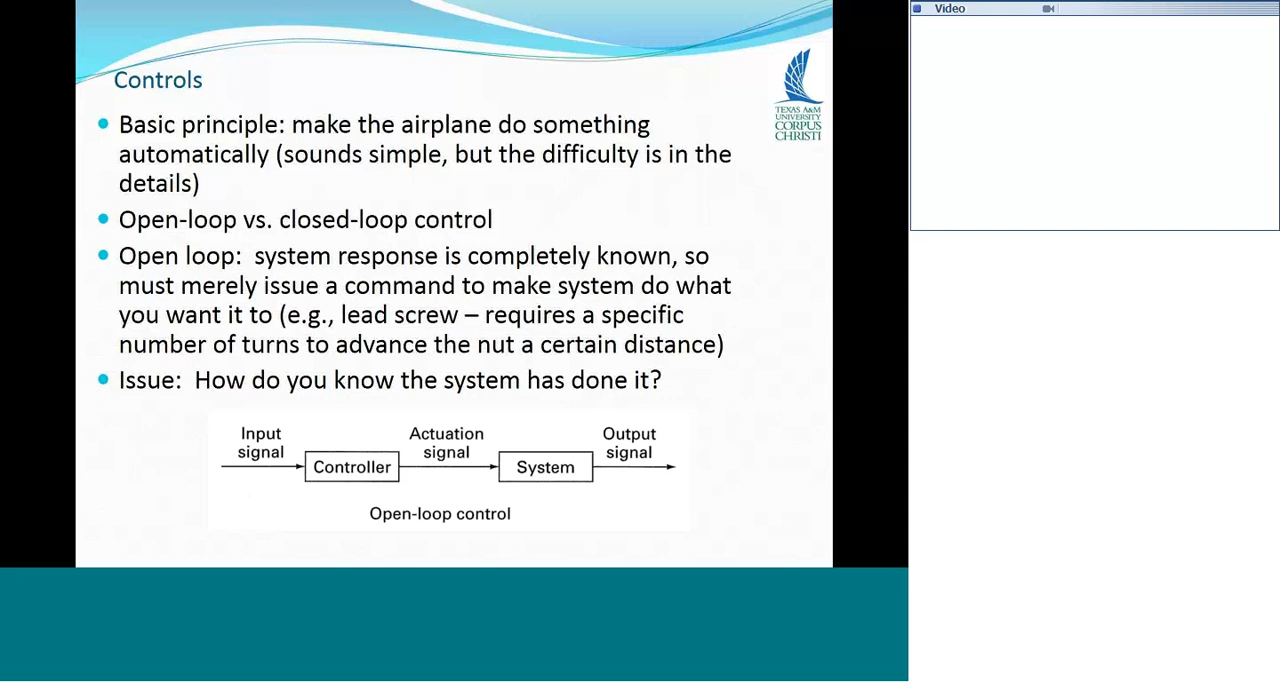 Video
Controls
TEXAS A&M
UNIVERSITY
CORPUS
CHRISTI
Basic principle: make the airplane do something
automatically (sounds simple, but the difficulty is in the
details)
Open-loop vs. closed-loop control
Open loop:  system response is completely known, so
must merely issue a command to make system do what
you want it to (e.g., lead screw – requires a specific
number of turns to advance the nut a certain distance)
Issue:  How do you know the system has done it?
Input
signal
Controller
Actuation
signal
System
Output
signal
Open-loop control